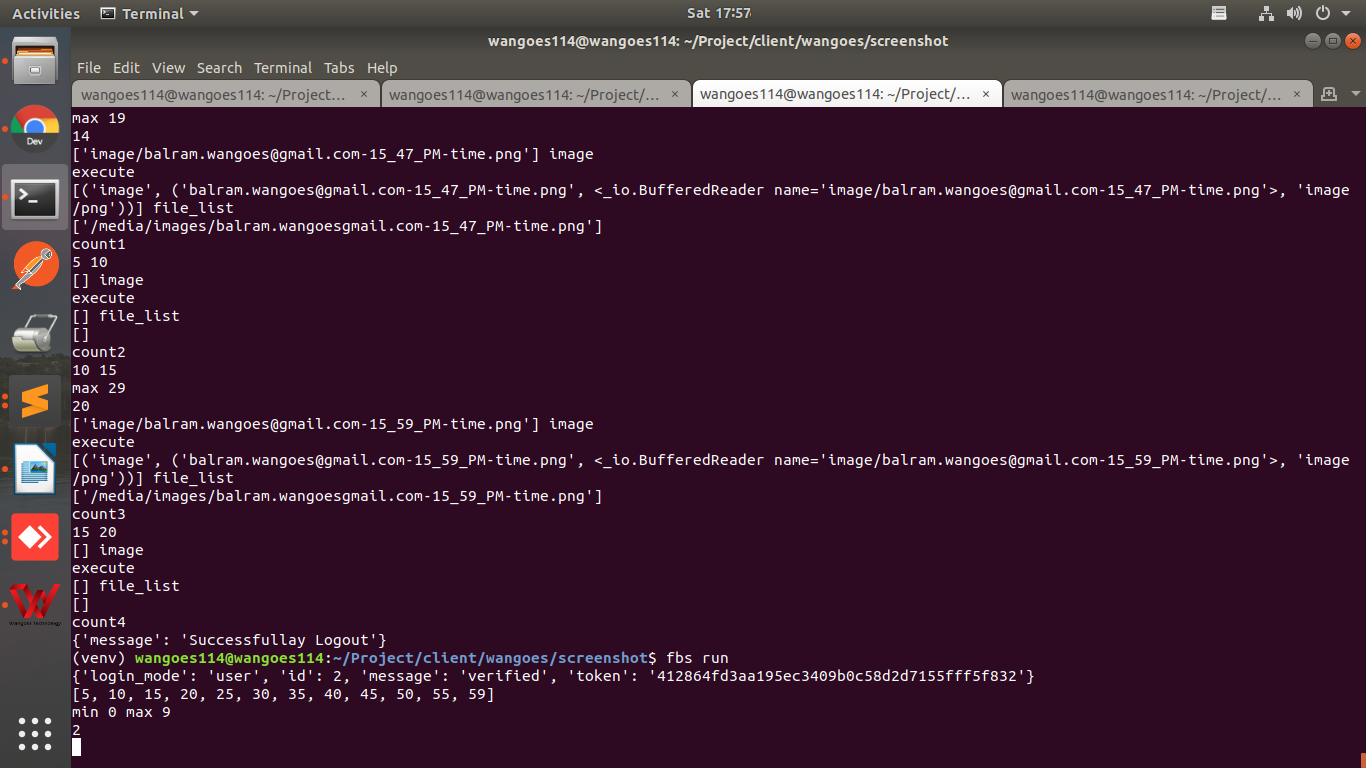 Activities Terminal Sat 17:57
wangoes114@wangoes114: ~/Project/client/wangoes/screenshot
File Edit View Search Terminal Tabs Help
wangoes114@wangoes114: ~/Project... × wangoes114@wangoes114: ~/Project/... × wangoes114@wangoes114: ~/Project/... × wangoes114@wangoes114: ~/Project/... ×
Dev
Wangoes Technology
max 19
14
['image/balram.wangoes@gmail.com-15_47_PM-time.png'] image
execute
[('image', ('balram.wangoes@gmail.com-15_47_PM-time.png', <_io.BufferedReader name='image/balram.wangoes@gmail.com-15_47_PM-time.png'>, 'image
/png'))] file_list
['/media/images/balram.wangoesgmail.com-15_47_PM-time.png']
count1
5 10
[] image
execute
[] file_list
[]
count2
10 15
max 29
20
['image/balram.wangoes@gmail.com-15_59_PM-time.png'] image
execute
[('image', ('balram.wangoes@gmail.com-15_59_PM-time.png', <_io.BufferedReader name='image/balram.wangoes@gmail.com-15_59_PM-time.png'>, 'image
/png'))] file_list
['/media/images/balram.wangoesgmail.com-15_59_PM-time.png']
count3
15 20
[] image
execute
[] file_list
[]
count4
{'message': 'Successfullay Logout'}
(venv) wangoes114@wangoes114:~/Project/client/wangoes/screenshot$ fbs run
{'login_mode': 'user', 'id': 2, 'message': 'verified', 'token': '412864fd3aa195ec3409b0c58d2d7155fff5f832'}
[5, 10, 15, 20, 25, 30, 35, 40, 45, 50, 55, 59]
min 0 max 9
2